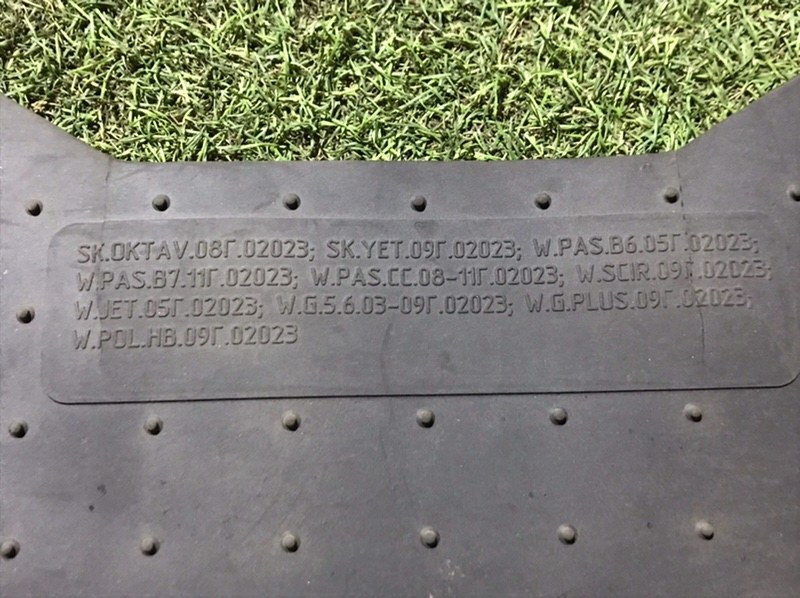 SK.OKTAV.08Г.02023; SK.YET.09Г.02023; W.PAS.B6.05Г.02023;
W.PAS.B7.11Г.02023; W.PAS.CC.08-11Г.02023; W.SCIR.09Г.02023;
W.JET.05Г.02023; W.G.5.6.03-09Г.02023; W.G.PLUS.09Г.02023;
W.POL.HB.09Г.02023